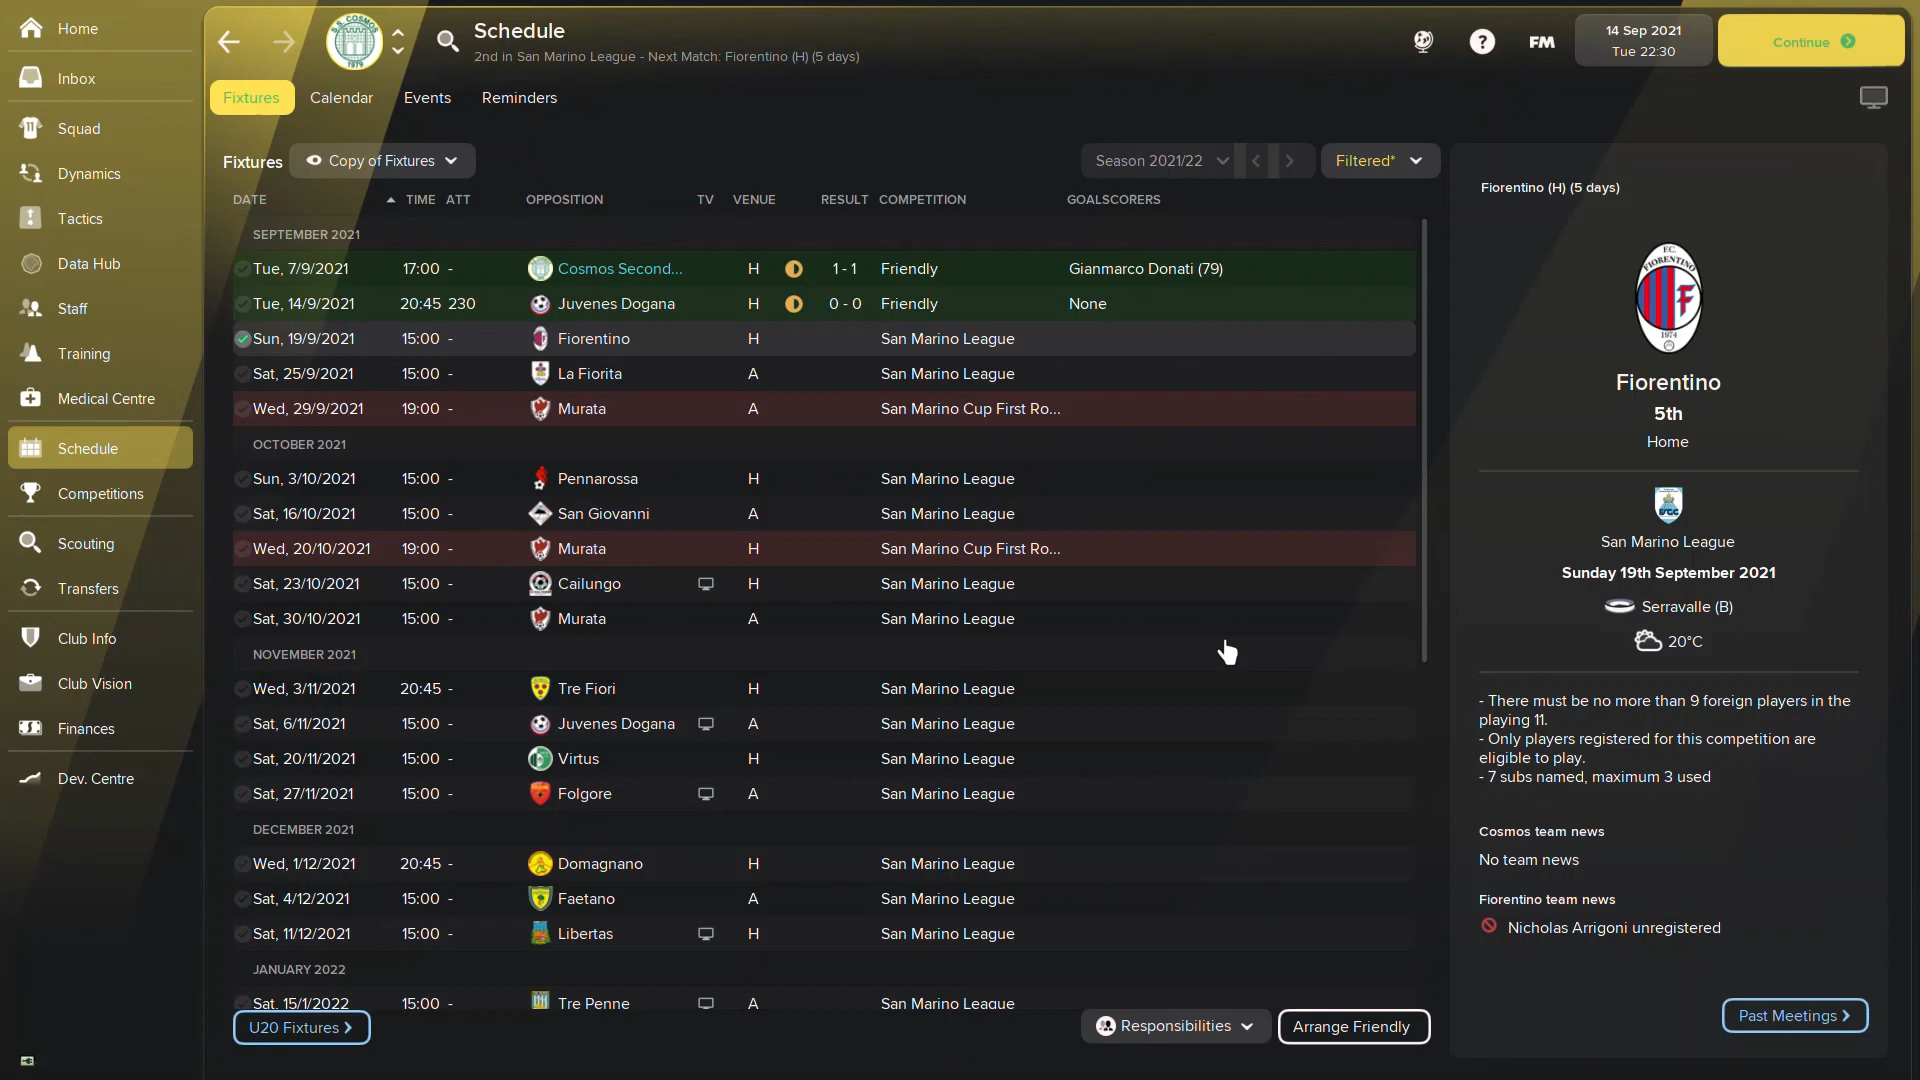 Home
Inbox
Squad
Dynamics
Tactics
Data Hub
Staff
Training
Medical Centre
Schedule
Competitions
Scouting
Transfers
Club Info
Club Vision
Finances
Dev. Centre
S.S. COSMOS
1979
Schedule
2nd in San Marino League - Next Match: Fiorentino (H) (5 days)
?
FM
14 Sep 2021
Tue 22:30
Continue
Fixtures Calendar Events Reminders
Fixtures Copy of Fixtures Season 2021/22 Filtered*
DATE TIME ATT OPPOSITION TV VENUE RESULT COMPETITION GOALSCORERS
SEPTEMBER 2021
Tue, 7/9/2021 17:00 - Cosmos Second... H 1 - 1 Friendly Gianmarco Donati (79)
Tue, 14/9/2021 20:45 230 Juvenes Dogana H 0 - 0 Friendly None
Sun, 19/9/2021 15:00 - Fiorentino H San Marino League
Sat, 25/9/2021 15:00 - La Fiorita A San Marino League
Wed, 29/9/2021 19:00 - Murata A San Marino Cup First Ro...
OCTOBER 2021
Sun, 3/10/2021 15:00 - Pennarossa H San Marino League
Sat, 16/10/2021 15:00 - San Giovanni A San Marino League
Wed, 20/10/2021 19:00 - Murata H San Marino Cup First Ro...
Sat, 23/10/2021 15:00 - Cailungo H San Marino League
Sat, 30/10/2021 15:00 - Murata A San Marino League
NOVEMBER 2021
Wed, 3/11/2021 20:45 - Tre Fiori H San Marino League
Sat, 6/11/2021 15:00 - Juvenes Dogana A San Marino League
Sat, 20/11/2021 15:00 - Virtus H San Marino League
Sat, 27/11/2021 15:00 - Folgore A San Marino League
DECEMBER 2021
Wed, 1/12/2021 20:45 - Domagnano H San Marino League
Sat, 4/12/2021 15:00 - Faetano A San Marino League
Sat, 11/12/2021 15:00 - Libertas H San Marino League
JANUARY 2022
Sat, 15/1/2022 15:00 - Tre Penne A San Marino League
U20 Fixtures
Responsibilities
Arrange Friendly
Fiorentino (H) (5 days)
F.C.
FIORENTINO
F
1974
Fiorentino
5th
Home
FSGC
San Marino League
Sunday 19th September 2021
Serravalle (B)
20°C
- There must be no more than 9 foreign players in the
playing 11.
- Only players registered for this competition are
eligible to play.
- 7 subs named, maximum 3 used
Cosmos team news
No team news
Fiorentino team news
Nicholas Arrigoni unregistered
Past Meetings